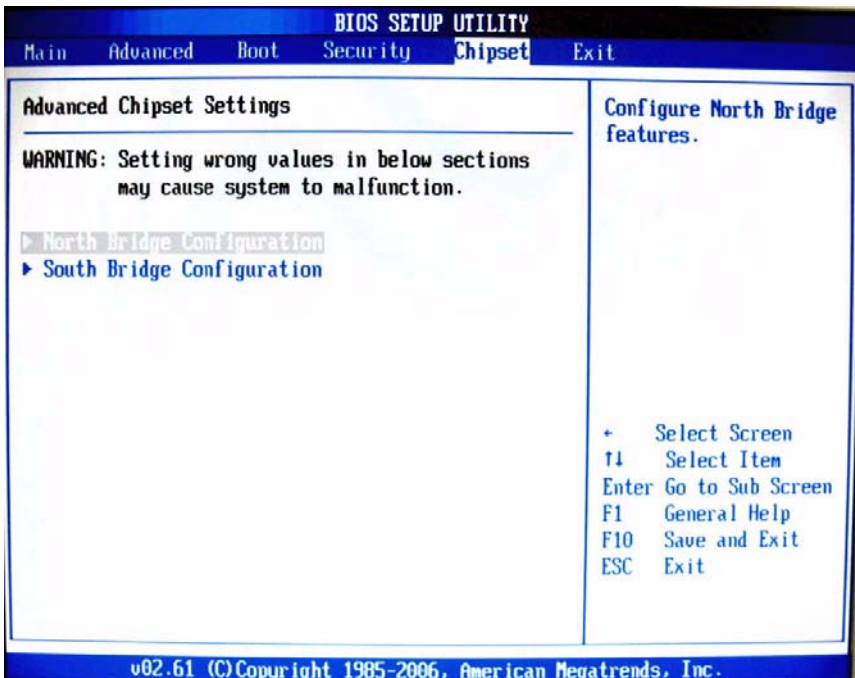 BIOS SETUP UTILITY
Main Advanced Boot Security Chipset Exit
Advanced Chipset Settings
WARNING: Setting wrong values in below sections
may cause system to malfunction.
▶ North Bridge Configuration
▶ South Bridge Configuration
Configure North Bridge
features.
← Select Screen
↑↓ Select Item
Enter Go to Sub Screen
F1 General Help
F10 Save and Exit
ESC Exit
v02.61 (C)Copyright 1985-2006, American Megatrends, Inc.